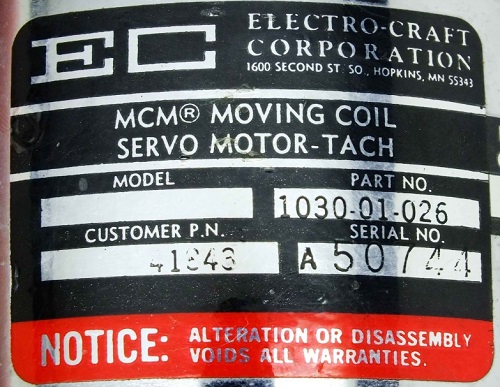 EC
ELECTRO-CRAFT
CORPORATION
1600 SECOND ST. SO., HOPKINS, MN 55343
MCM® MOVING COIL
SERVO MOTOR-TACH
MODEL
PART NO.
1030-01-026
CUSTOMER P.N.
SERIAL NO.
41843
A 50744
NOTICE: ALTERATION OR DISASSEMBLY
VOIDS ALL WARRANTIES.